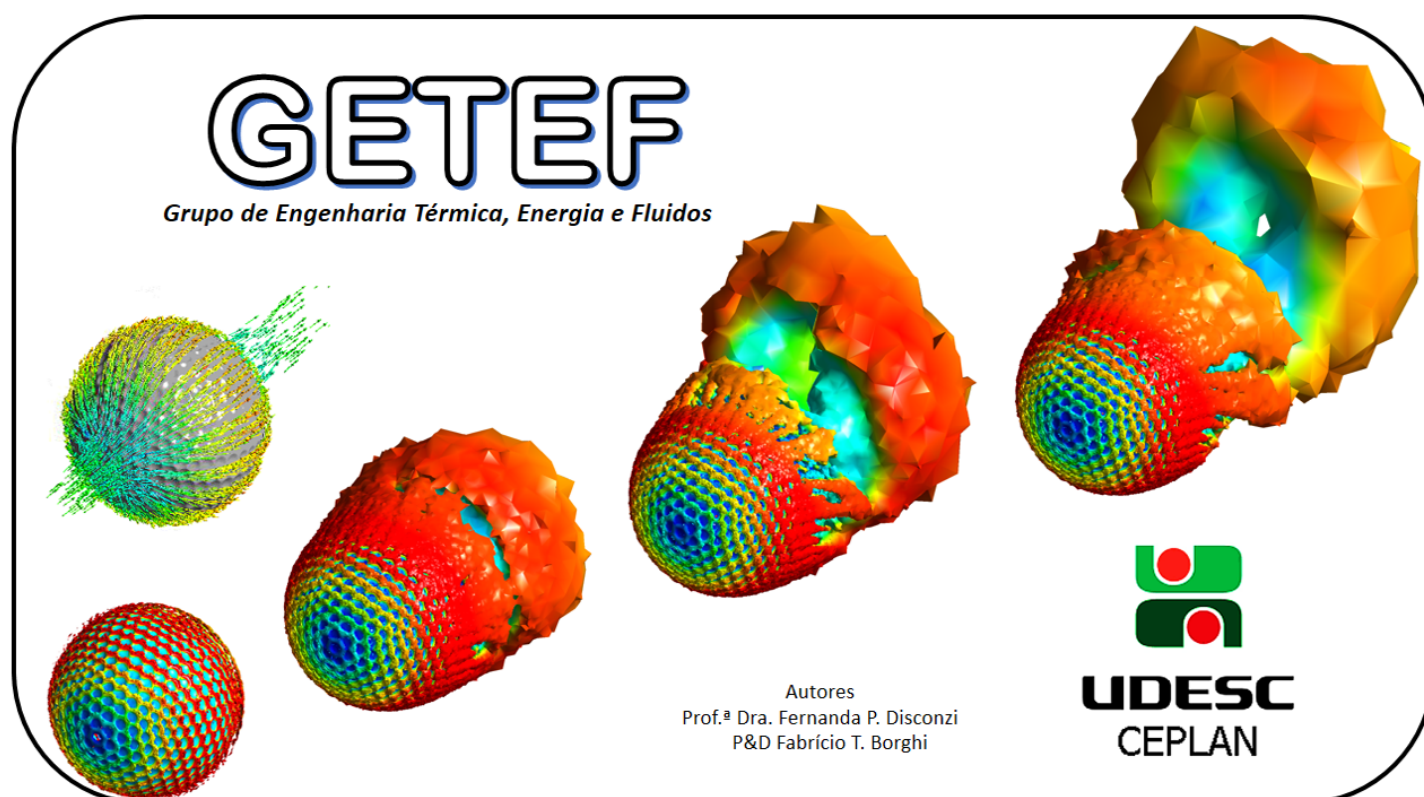 GETEF
Grupo de Engenharia Térmica, Energia e Fluidos
Autores
Prof.ª Dra. Fernanda P. Disconzi
P&D Fabrício T. Borghi
UDESC
CEPLAN